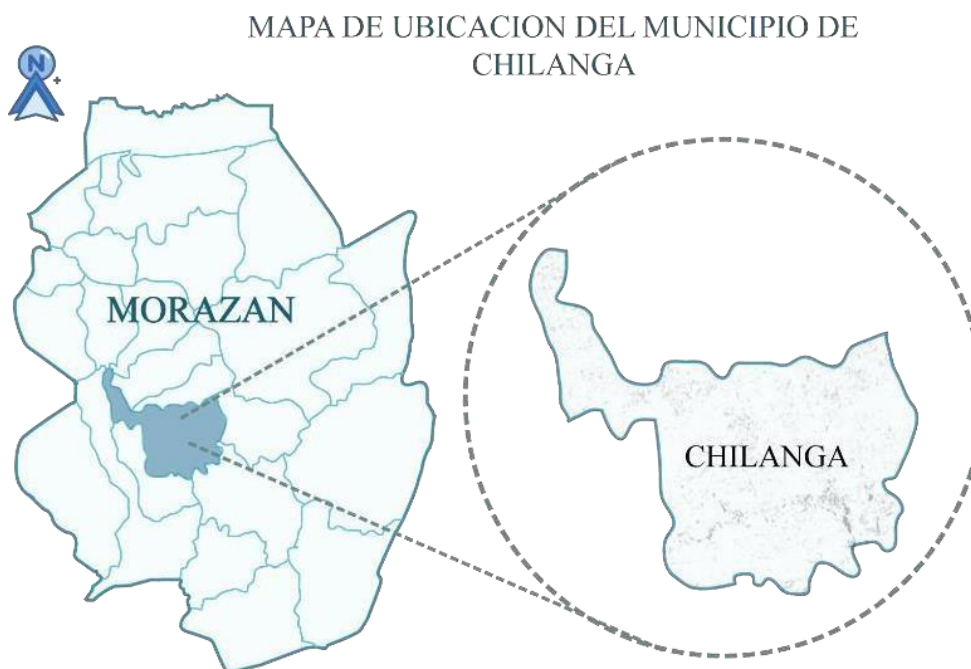 MAPA DE UBICACION DEL MUNICIPIO DE
CHILANGA
N
MORAZAN
CHILANGA